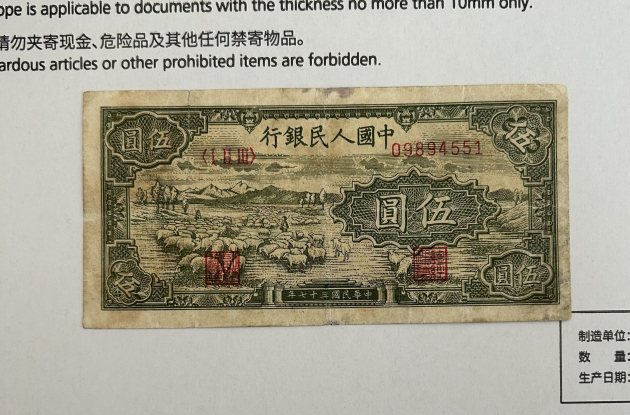 ope is applicable to documents with the thickness no more than 10mm only.
请勿夹寄现金、危险品及其他任何禁寄物品。
ardous articles or other prohibited items are forbidden.
行銀民人國中
圓伍
伍
〈I II III〉 09894551
圓伍
伍
圓伍
年七十三國民華中
制造单位:
数 量:
生产日期: